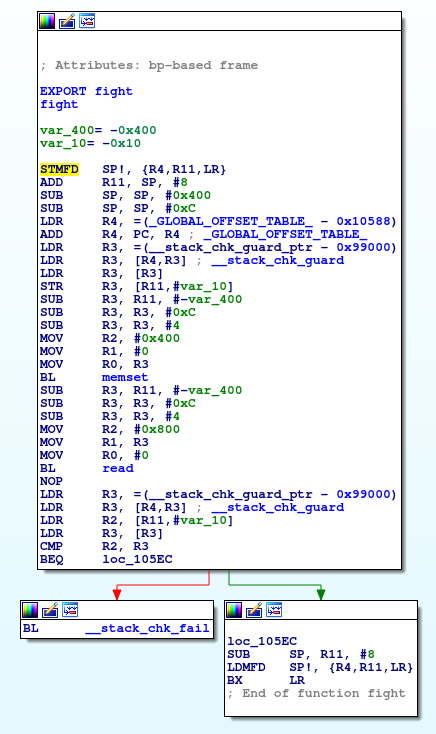 ; Attributes: bp-based frame
EXPORT fight
fight
var_400= -0x400
var_10= -0x10
STMFD SP!, {R4,R11,LR}
ADD R11, SP, #8
SUB SP, SP, #0x400
SUB SP, SP, #0xC
LDR R4, =(_GLOBAL_OFFSET_TABLE_ - 0x10588)
ADD R4, PC, R4 ; _GLOBAL_OFFSET_TABLE_
LDR R3, =(__stack_chk_guard_ptr - 0x99000)
LDR R3, [R4,R3] ; __stack_chk_guard
LDR R3, [R3]
STR R3, [R11,#var_10]
SUB R3, R11, #-var_400
SUB R3, R3, #0xC
SUB R3, R3, #4
MOV R2, #0x400
MOV R1, #0
MOV R0, R3
BL memset
SUB R3, R11, #-var_400
SUB R3, R3, #0xC
SUB R3, R3, #4
MOV R2, #0x800
MOV R1, R3
MOV R0, #0
BL read
NOP
LDR R3, =(__stack_chk_guard_ptr - 0x99000)
LDR R3, [R4,R3] ; __stack_chk_guard
LDR R2, [R11,#var_10]
LDR R3, [R3]
CMP R2, R3
BEQ loc_105EC
BL __stack_chk_fail
loc_105EC
SUB SP, R11, #8
LDMFD SP!, {R4,R11,LR}
BX LR
; End of function fight